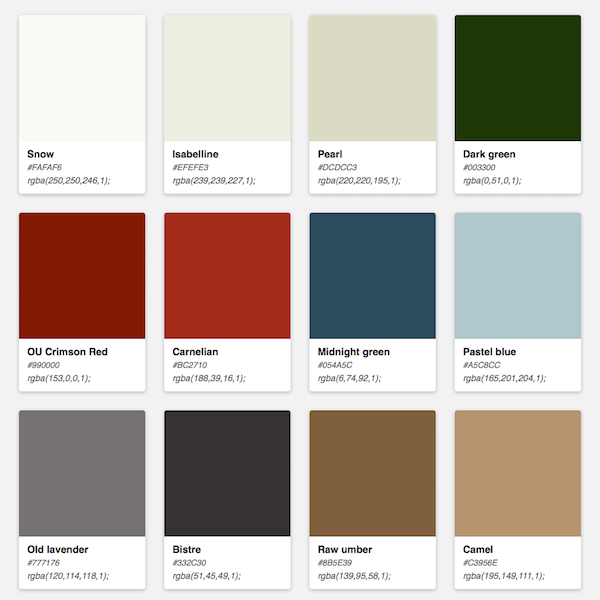 Snow
#FAFAF6
rgba(250,250,246,1);
Isabelline
#EFEFE3
rgba(239,239,227,1);
Pearl
#DCDCC3
rgba(220,220,195,1);
Dark green
#003300
rgba(0,51,0,1);
OU Crimson Red
#990000
rgba(153,0,0,1);
Carnelian
#BC2710
rgba(188,39,16,1);
Midnight green
#054A5C
rgba(6,74,92,1);
Pastel blue
#A5C8CC
rgba(165,201,204,1);
Old lavender
#777176
rgba(120,114,118,1);
Bistre
#332C30
rgba(51,45,49,1);
Raw umber
#8B5E39
rgba(139,95,58,1);
Camel
#C3956E
rgba(195,149,111,1);